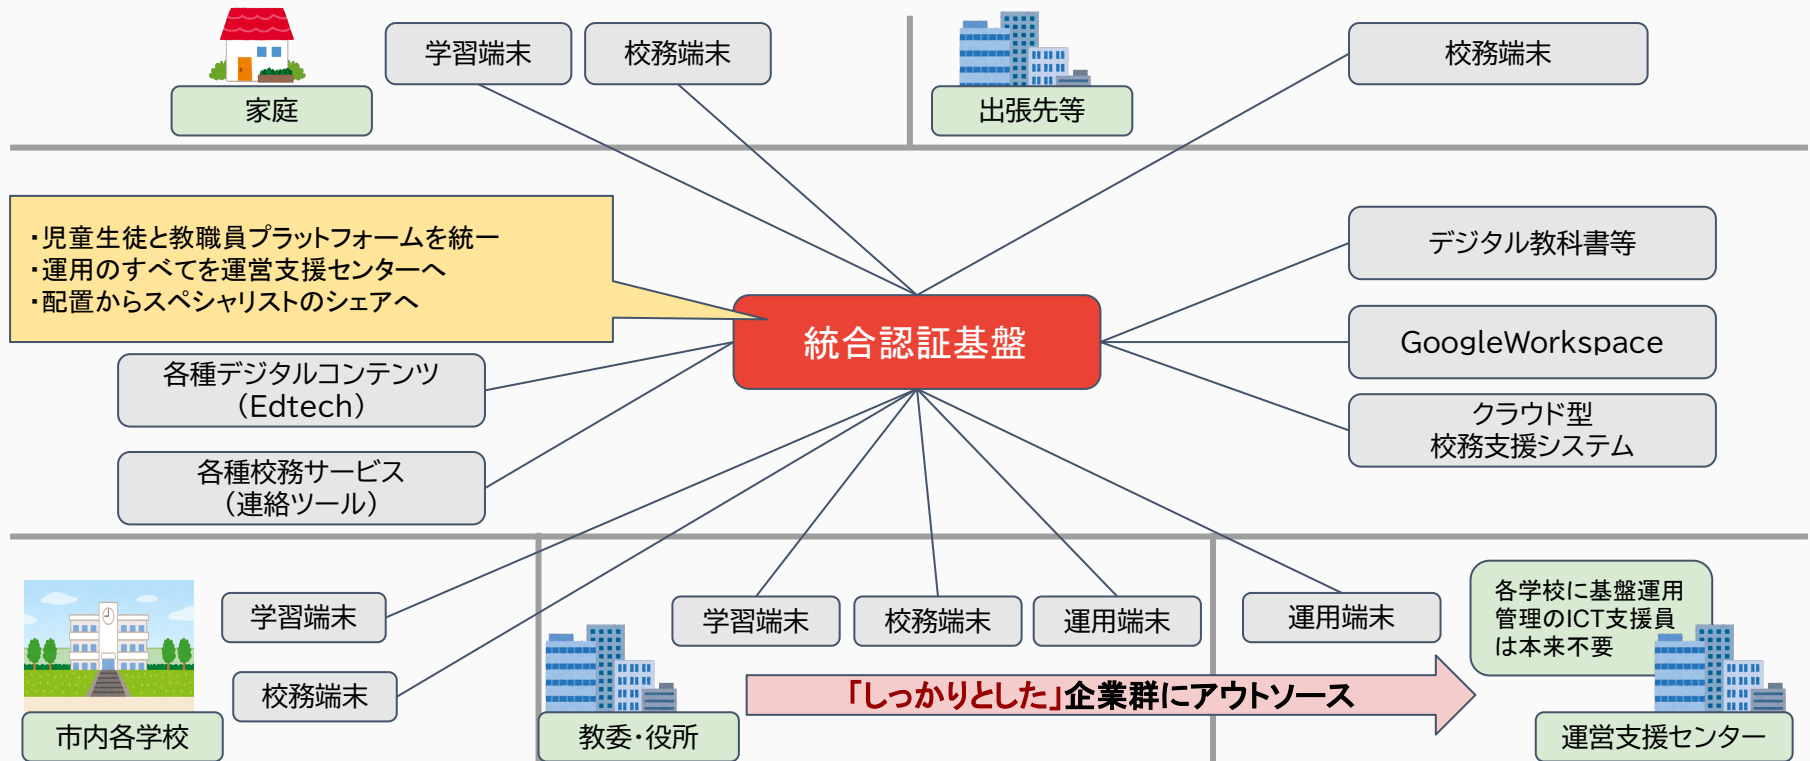 学習端末
校務端末
家庭
出張先等
校務端末
・児童生徒と教職員プラットフォームを統一
・運用のすべてを運営支援センターへ
・配置からスペシャリストのシェアへ
統合認証基盤
デジタル教科書等
GoogleWorkspace
クラウド型
校務支援システム
各種デジタルコンテンツ
（Edtech）
各種校務サービス
（連絡ツール）
学習端末
校務端末
市内各学校
学習端末
校務端末
運用端末
教委・役所
運用端末
各学校に基盤運用
管理のICT支援員
は本来不要
「しっかりとした」企業群にアウトソース
運営支援センター